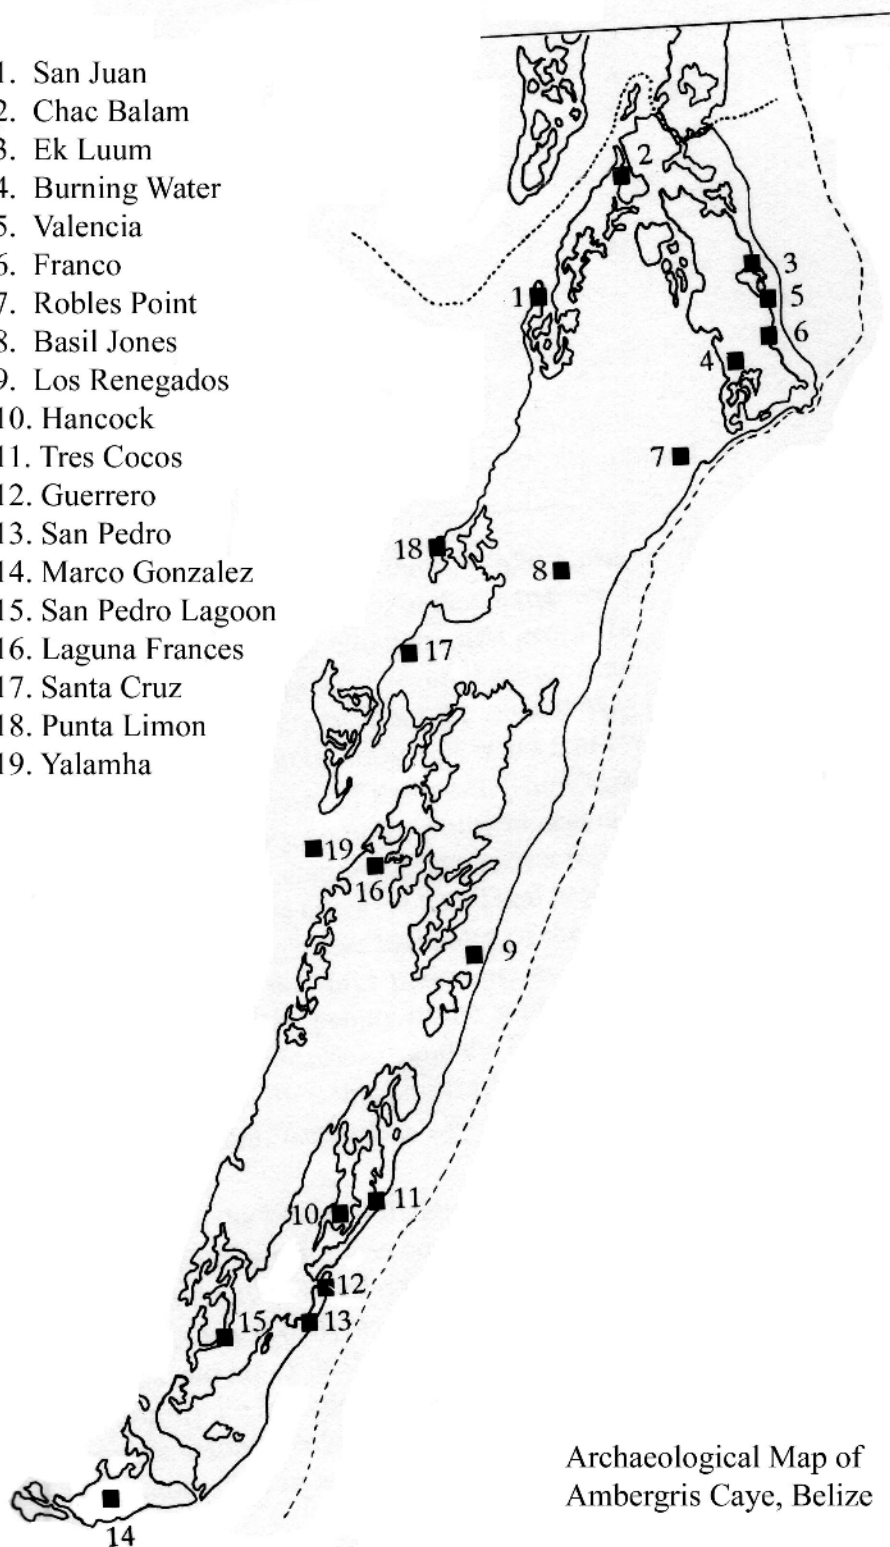 1. San Juan
2. Chac Balam
3. Ek Luum
4. Burning Water
5. Valencia
6. Franco
7. Robles Point
8. Basil Jones
9. Los Renegados
10. Hancock
11. Tres Cocos
12. Guerrero
13. San Pedro
14. Marco Gonzalez
15. San Pedro Lagoon
16. Laguna Frances
17. Santa Cruz
18. Punta Limon
19. Yalamha
2
3
1
5
6
4
7
18
8
17
19
16
9
11
10
12
15
13
14
Archaeological Map of
Ambergris Caye, Belize